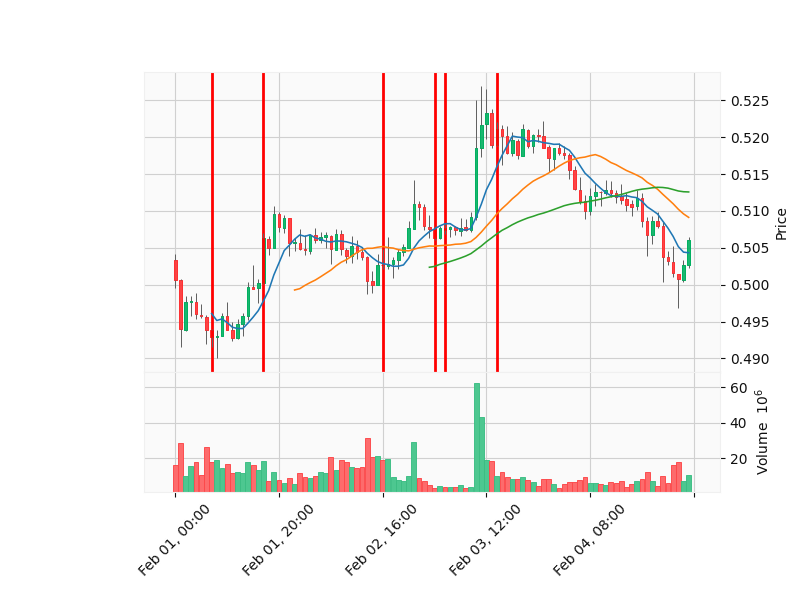 0.525
0.520
0.515
0.510
0.505
0.500
0.495
0.490
Price
60
40
20
Volume 10^6
Feb 01, 00:00
Feb 01, 20:00
Feb 02, 16:00
Feb 03, 12:00
Feb 04, 08:00